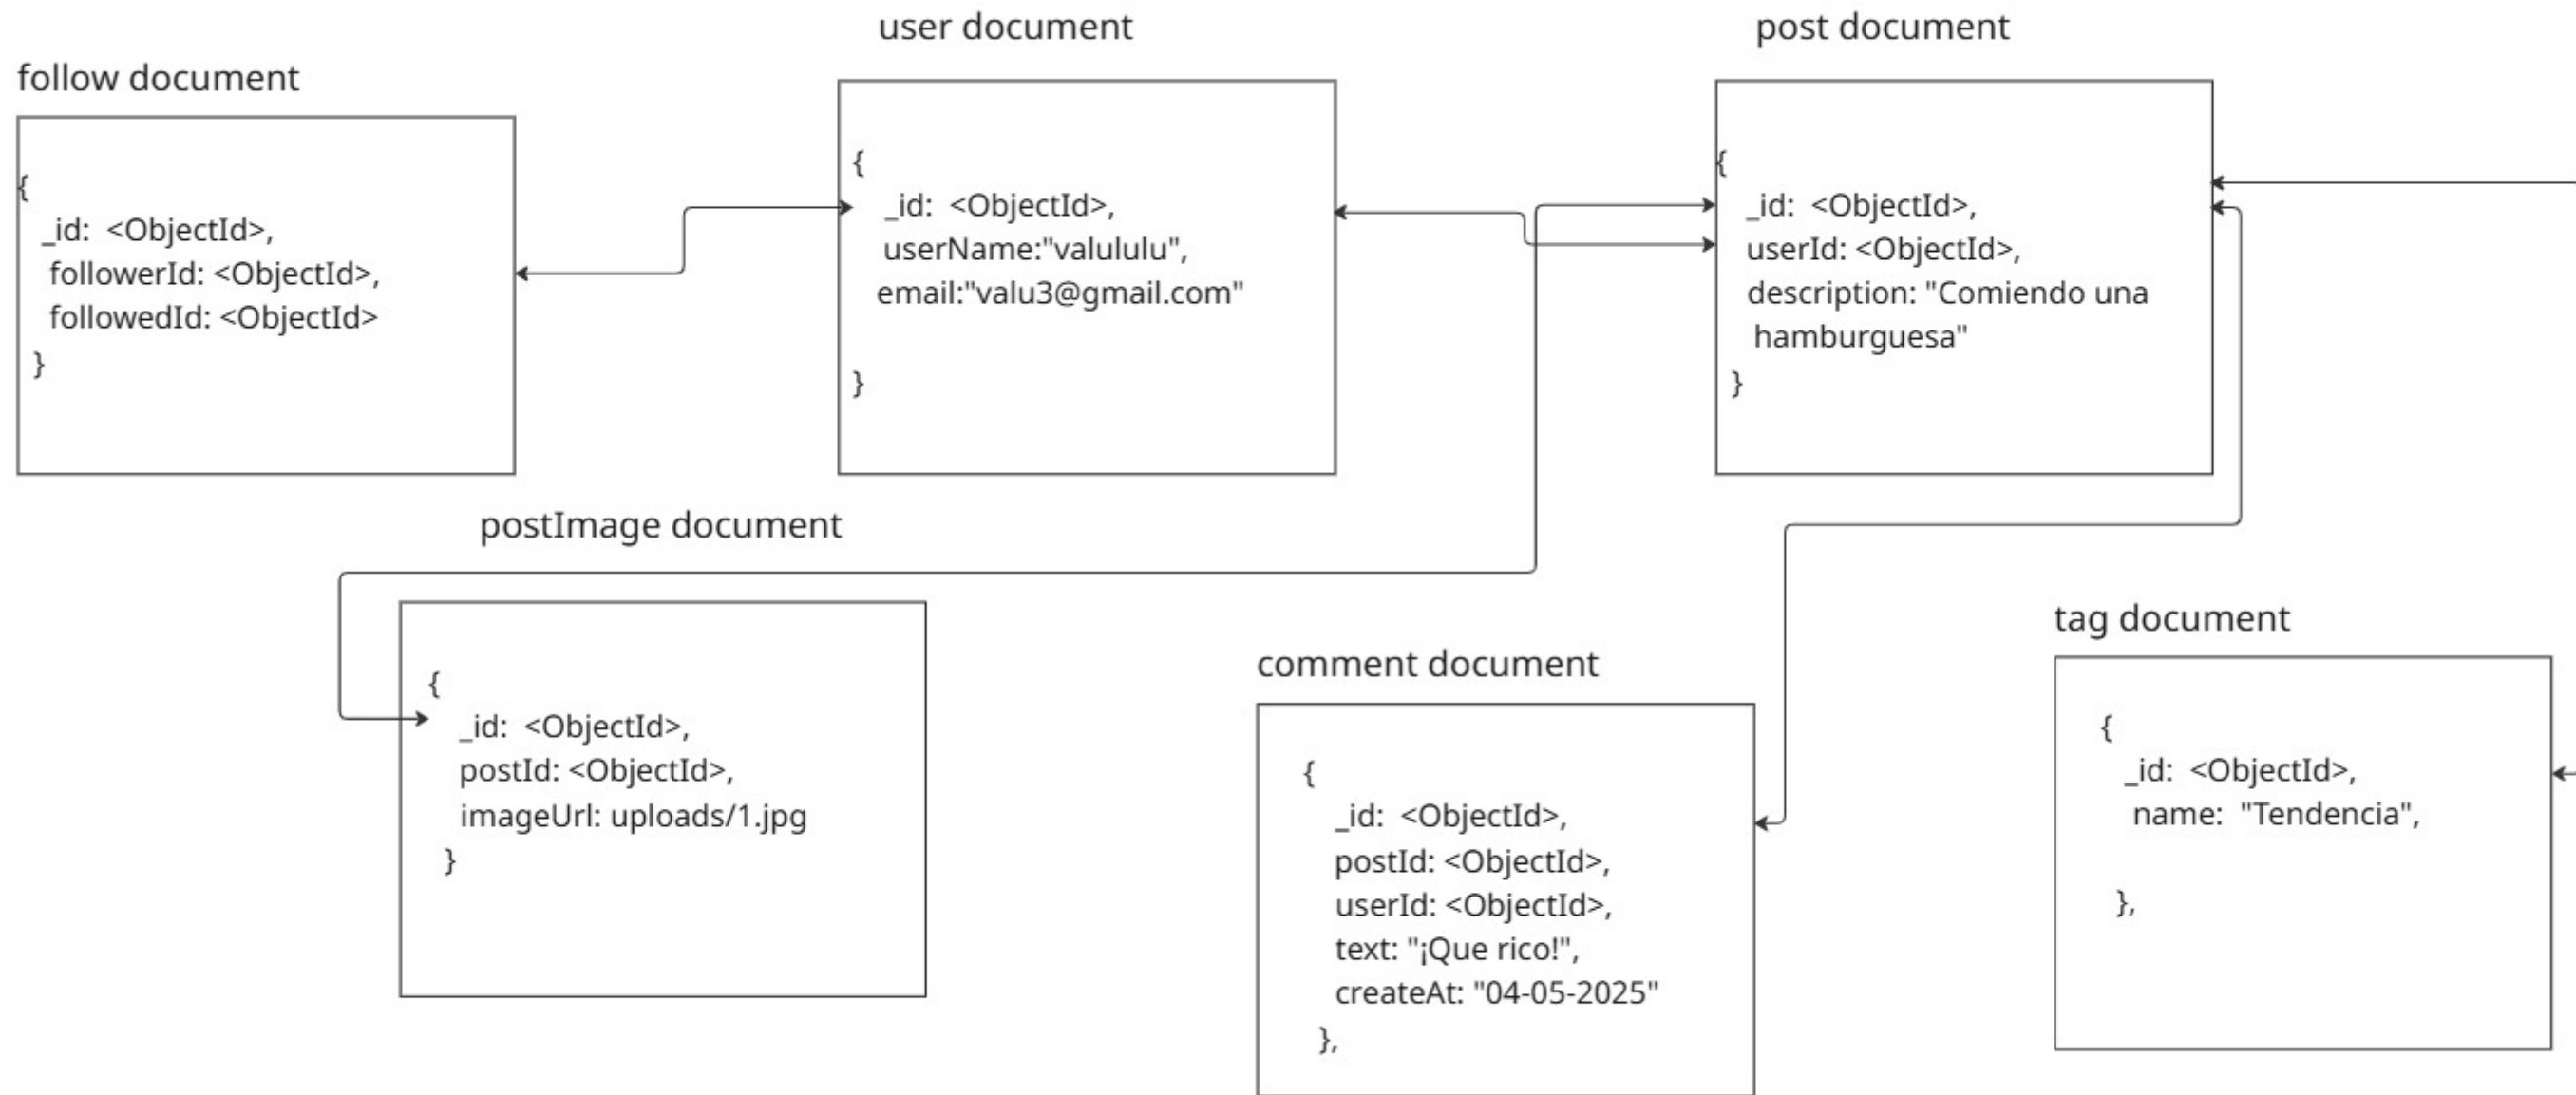 follow document
{
_id: <ObjectId>,
followerId: <ObjectId>,
followedId: <ObjectId>
}
user document
{
_id: <ObjectId>,
userName:"valululu",
email:"valu3@gmail.com"
}
post document
{
_id: <ObjectId>,
userId: <ObjectId>,
description: "Comiendo una
hamburguesa"
}
postImage document
{
_id: <ObjectId>,
postId: <ObjectId>,
imageUrl: uploads/1.jpg
}
comment document
{
_id: <ObjectId>,
postId: <ObjectId>,
userId: <ObjectId>,
text: "¡Que rico!",
createAt: "04-05-2025"
},
tag document
{
_id: <ObjectId>,
name: "Tendencia",
},